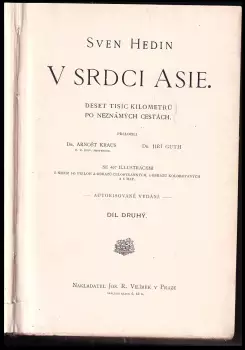 SVEN HEDIN
V SRDCI ASIE.
DESET TISÍC KILOMETRŮ
PO NEZNÁMÝCH CESTÁCH.
PŘELOŽILI
DR. ARNOŠT KRAUS
DR. JIŘÍ GUTH
SE 407 ILLUSTRACEMI
AUTORISOVANÉ VYDÁNÍ
DÍL DRUHÝ.
NAKLADATEL JOS. R. VILÍMEK V PRAZE